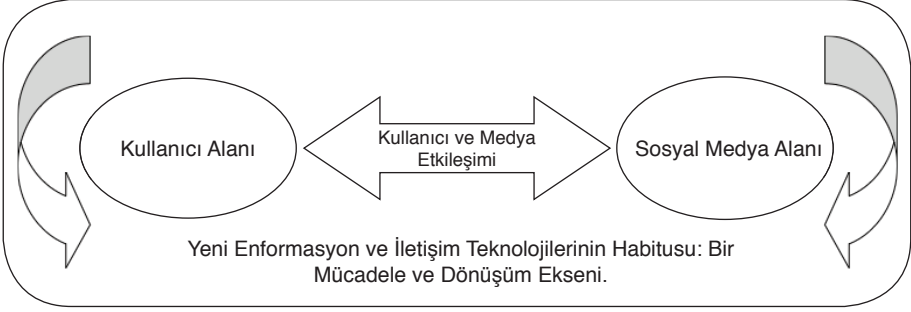 Kullanıcı Alanı
Kullanıcı ve Medya
Etkileşimi
Sosyal Medya Alanı
Yeni Enformasyon ve İletişim Teknolojilerinin Habitusu: Bir
Mücadele ve Dönüşüm Ekseni.